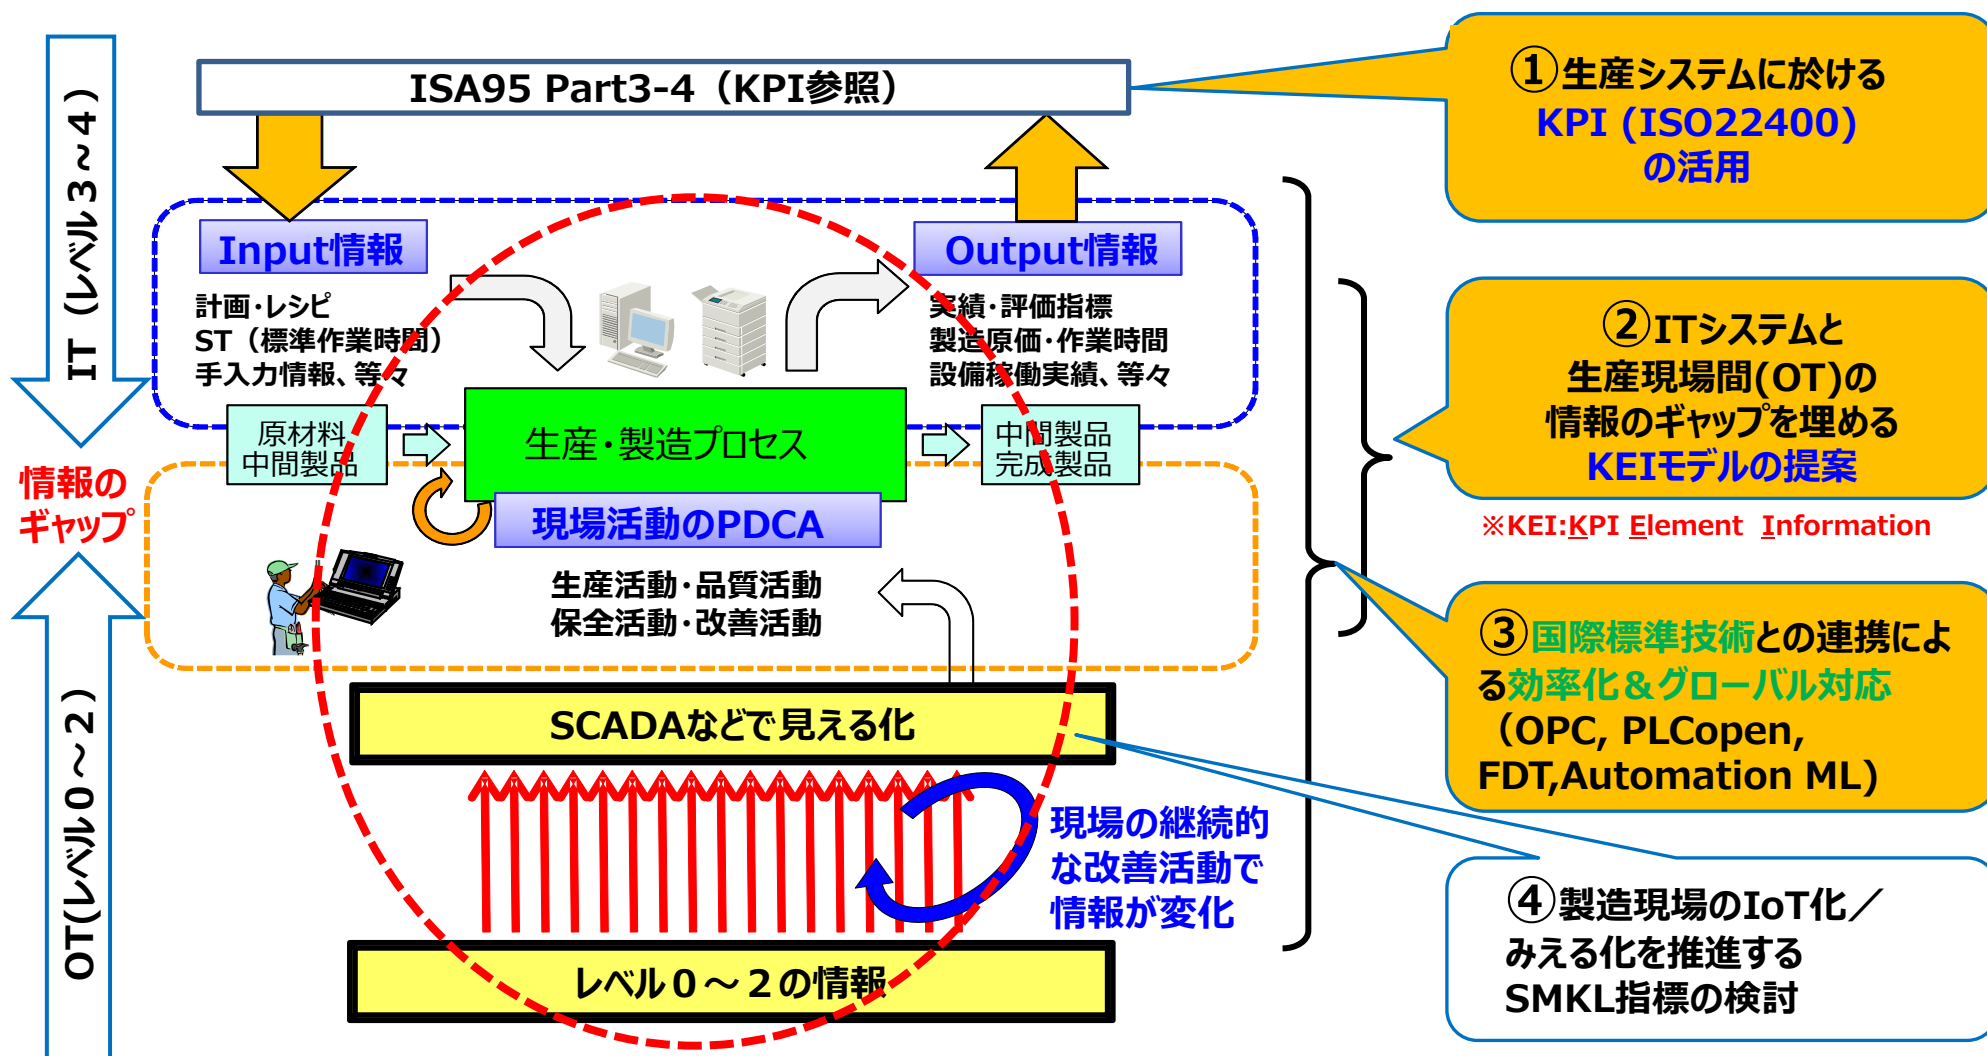 IT（レベル3～4）
情報の
ギャップ
OT(レベル０～２）
ISA95 Part3-4（KPI参照）
Input情報
計画・レシピ
ST（標準作業時間）
手入力情報、等々
Output情報
実績・評価指標
製造原価・作業時間
設備稼働実績、等々
原材料
中間製品
生産・製造プロセス
中間製品
完成製品
現場活動のPDCA
生産活動・品質活動
保全活動・改善活動
SCADAなどで見える化
現場の継続的
な改善活動で
情報が変化
レベル０～２の情報
①生産システムに於ける
KPI (ISO22400)
の活用
②ITシステムと
生産現場間(OT)の
情報のギャップを埋める
KEIモデルの提案
※KEI:KPI Element Information
③国際標準技術との連携によ
る効率化＆グローバル対応
（OPC, PLCopen,
FDT,Automation ML)
④製造現場のIoT化／
みえる化を推進する
SMKL指標の検討